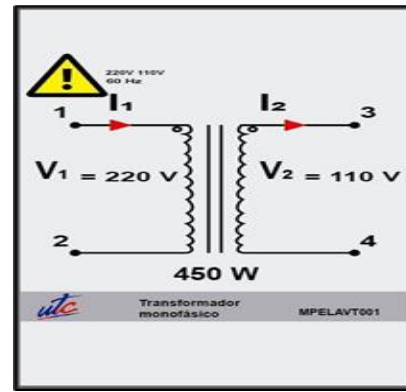 220V 110V
60 Hz
1 I₁ I₂ 3
V₁ = 220 V V₂ = 110 V
2 4
450 W
utc Transformador monofásico MPELAVT001